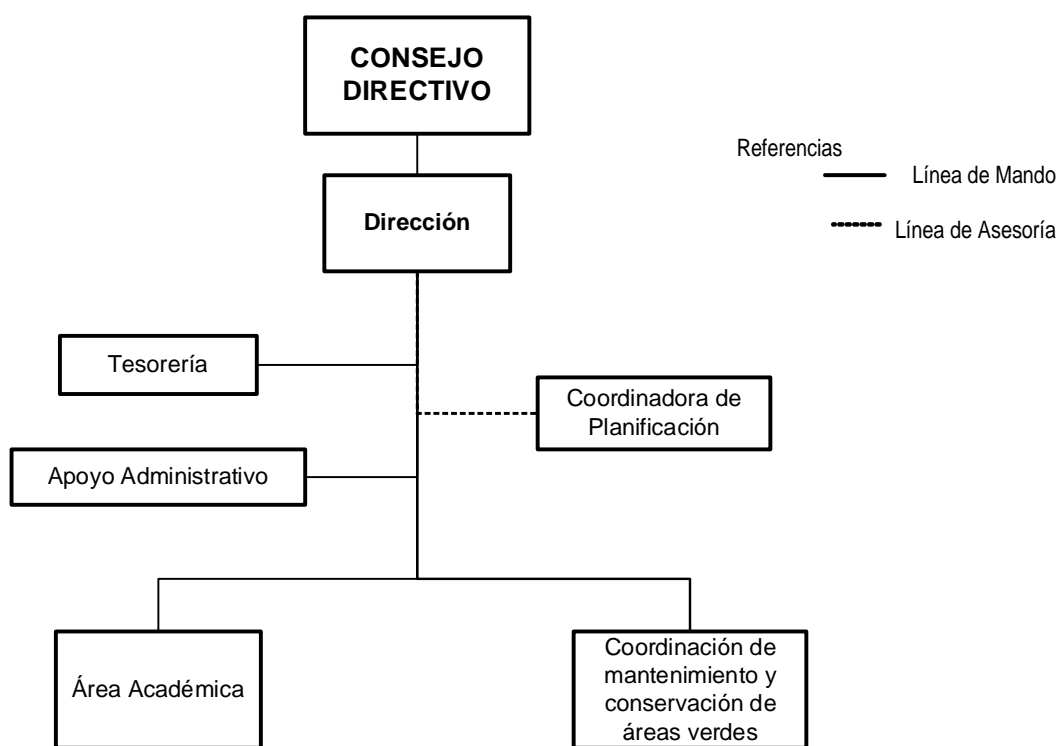 CONSEJO
DIRECTIVO
Referencias
Línea de Mando
Dirección
Línea de Asesoría
Tesorería
Coordinadora de
Planificación
Apoyo Administrativo
Área Académica
Coordinación de
mantenimiento y
conservación de
áreas verdes